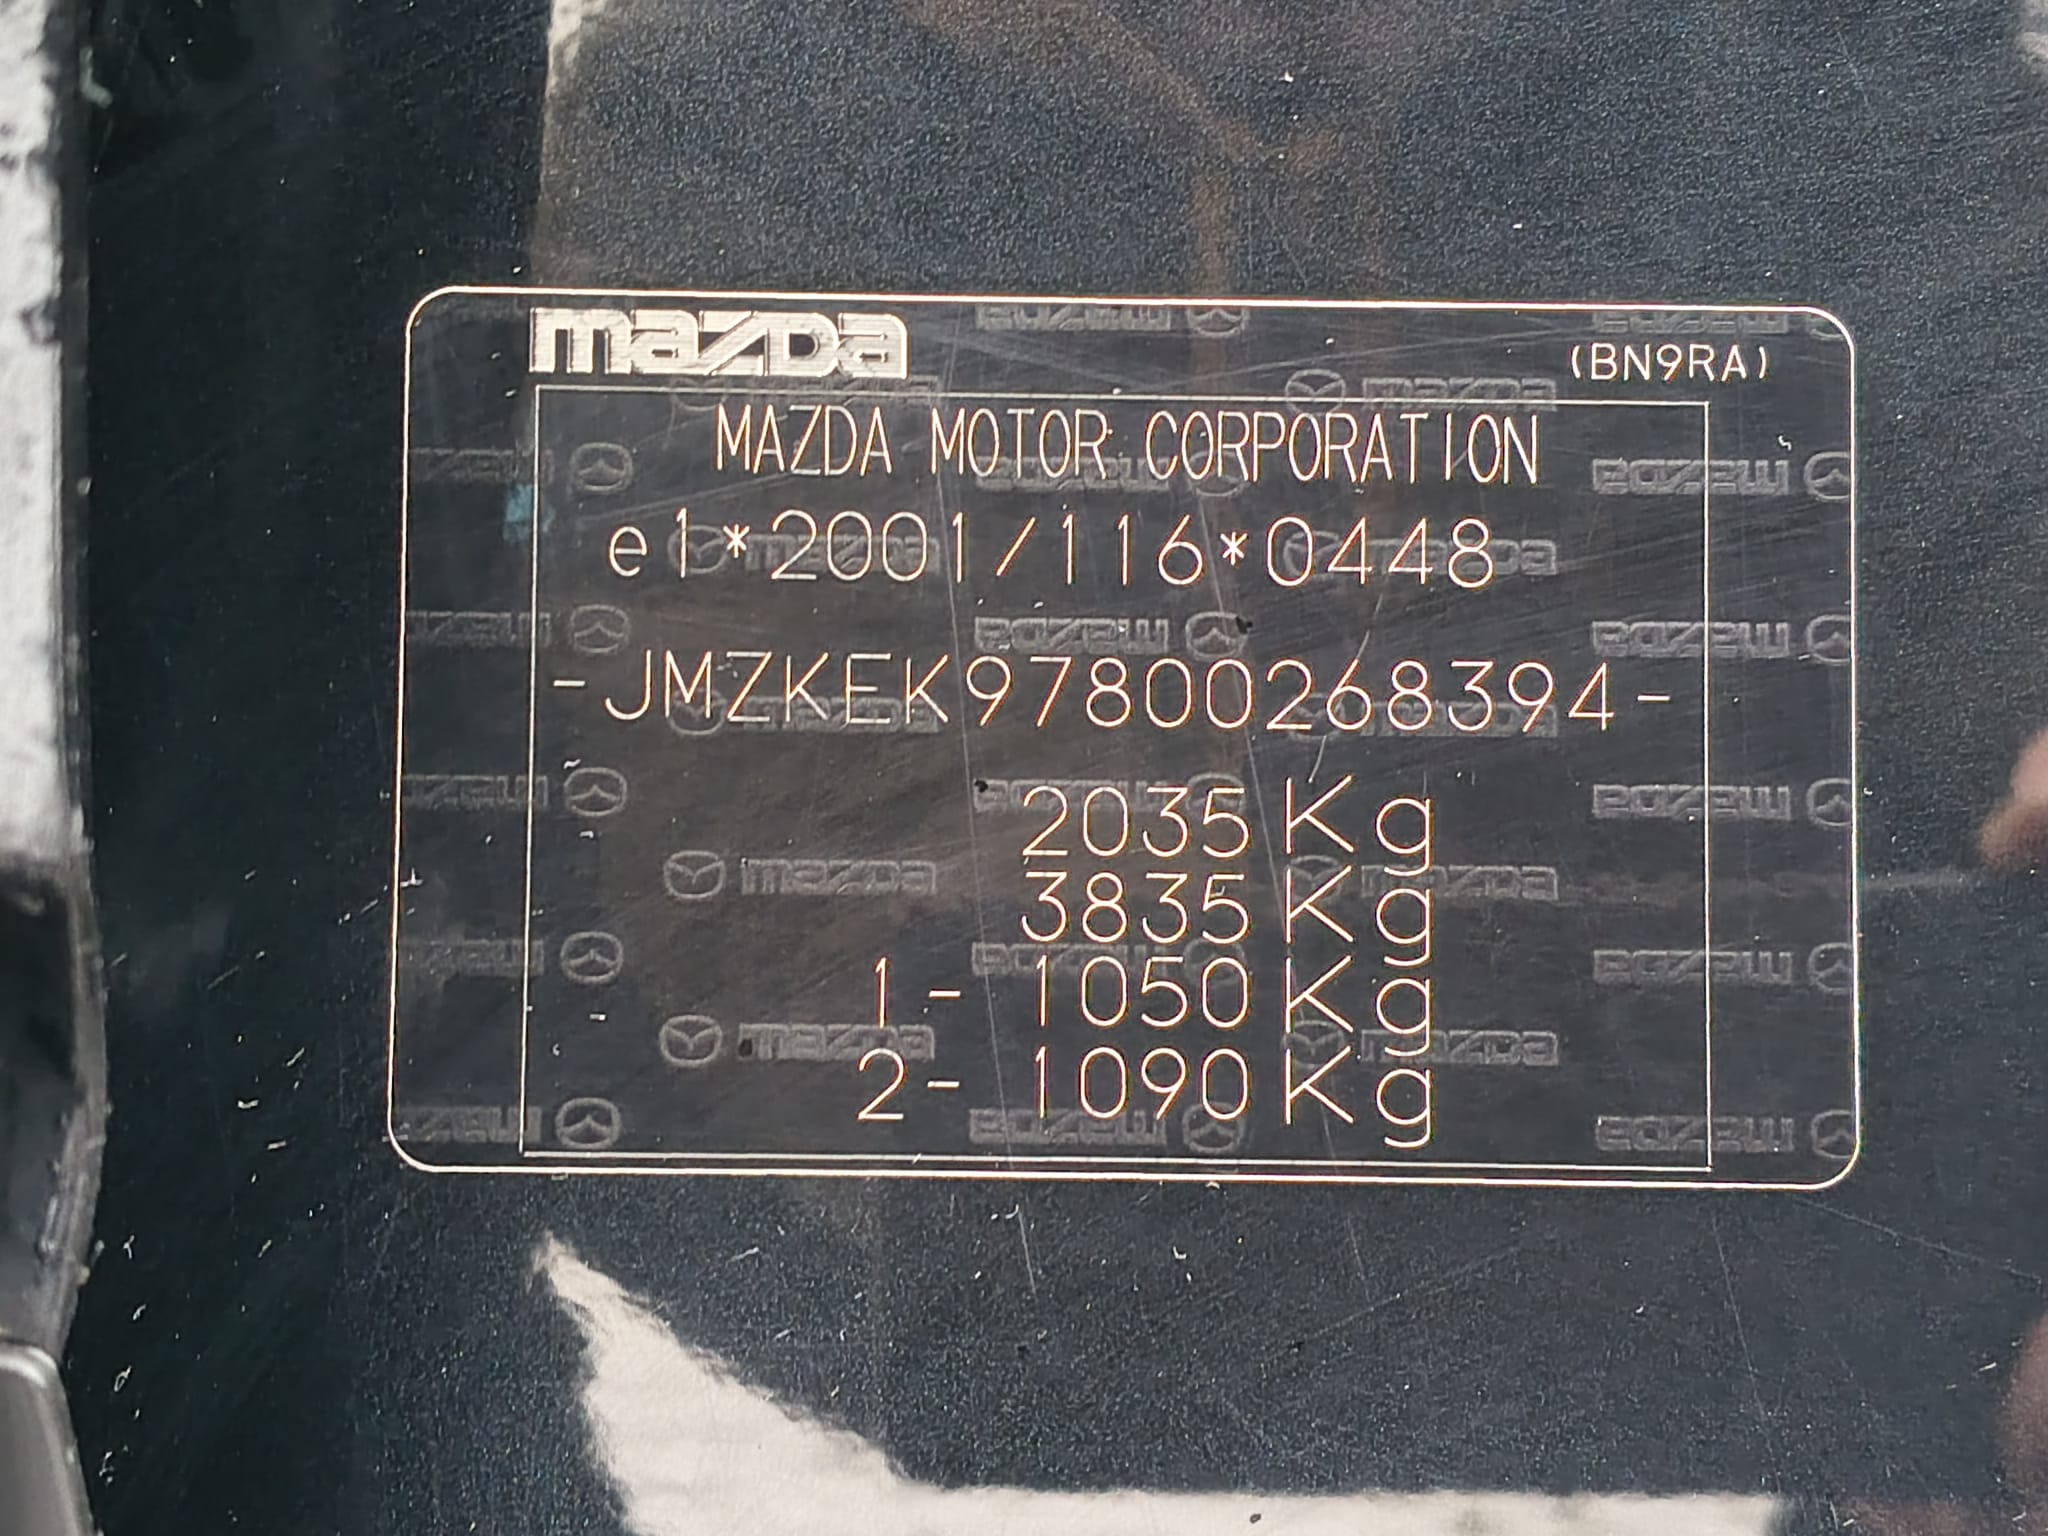 mazda
(BN9RA)
MAZDA MOTOR CORPORATION
e1*2001/116*0448
-JMZKEK97800268394-
2035Kg
3835Kg
1- 1050Kg
2- 1090Kg